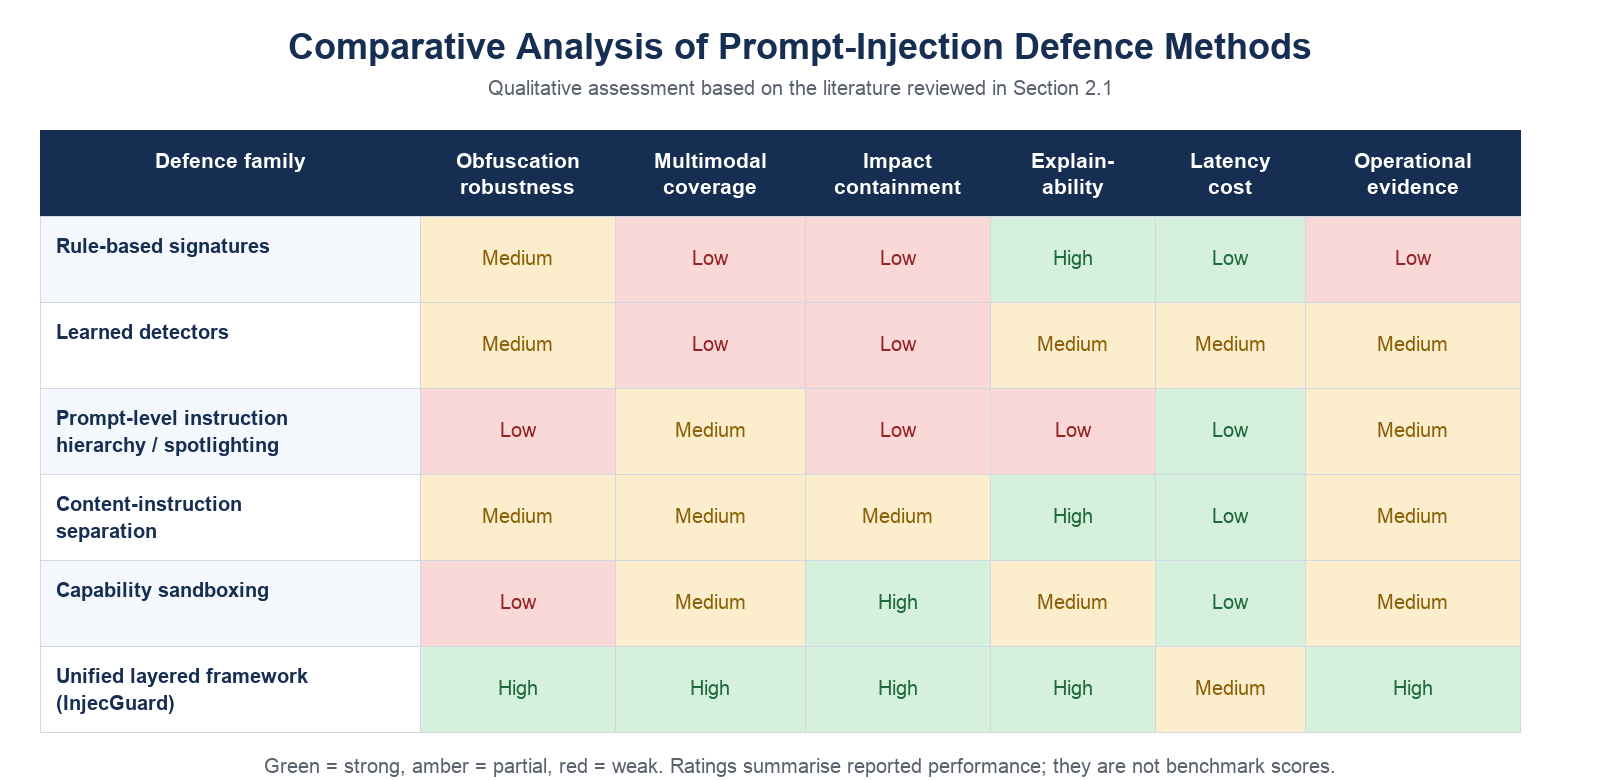 Comparative Analysis of Prompt-Injection Defence Methods
Qualitative assessment based on the literature reviewed in Section 2.1
Defence family Obfuscation robustness Multimodal coverage Impact containment Explain-ability Latency cost Operational evidence
Rule-based signatures Medium Low Low High Low Low
Learned detectors Medium Low Low Medium Medium Medium
Prompt-level instruction hierarchy / spotlighting Low Medium Low Low Low Medium
Content-instruction separation Medium Medium Medium High Low Medium
Capability sandboxing Low Medium High Medium Low Medium
Unified layered framework (InjecGuard) High High High High Medium High
Green = strong, amber = partial, red = weak. Ratings summarise reported performance; they are not benchmark scores.